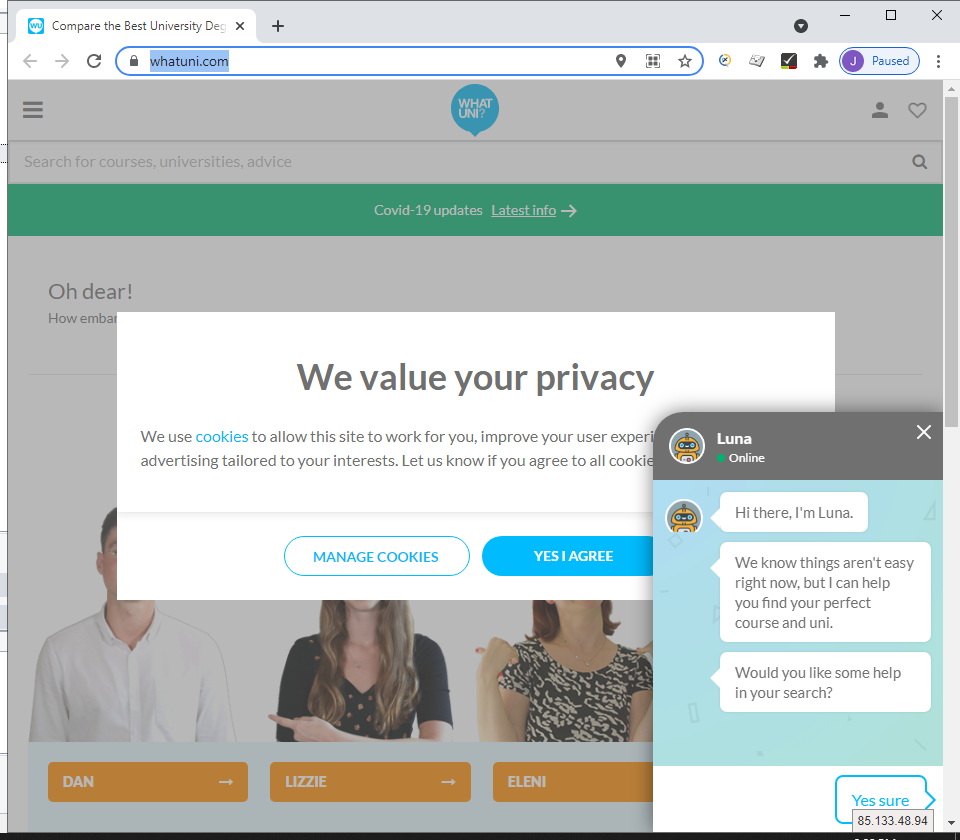 WU Compare the Best University Deg
whatuni.com
J Paused
WHAT
UNI?
Search for courses, universities, advice
Covid-19 updates Latest info
Oh dear!
How embar
We value your privacy
We use cookies to allow this site to work for you, improve your user experi
advertising tailored to your interests. Let us know if you agree to all cookie
MANAGE COOKIES
YES I AGREE
Luna
Online
Hi there, I'm Luna.
We know things aren't easy
right now, but I can help
you find your perfect
course and uni.
Would you like some help
in your search?
Yes sure
85.133.48.94
DAN
LIZZIE
ELENI